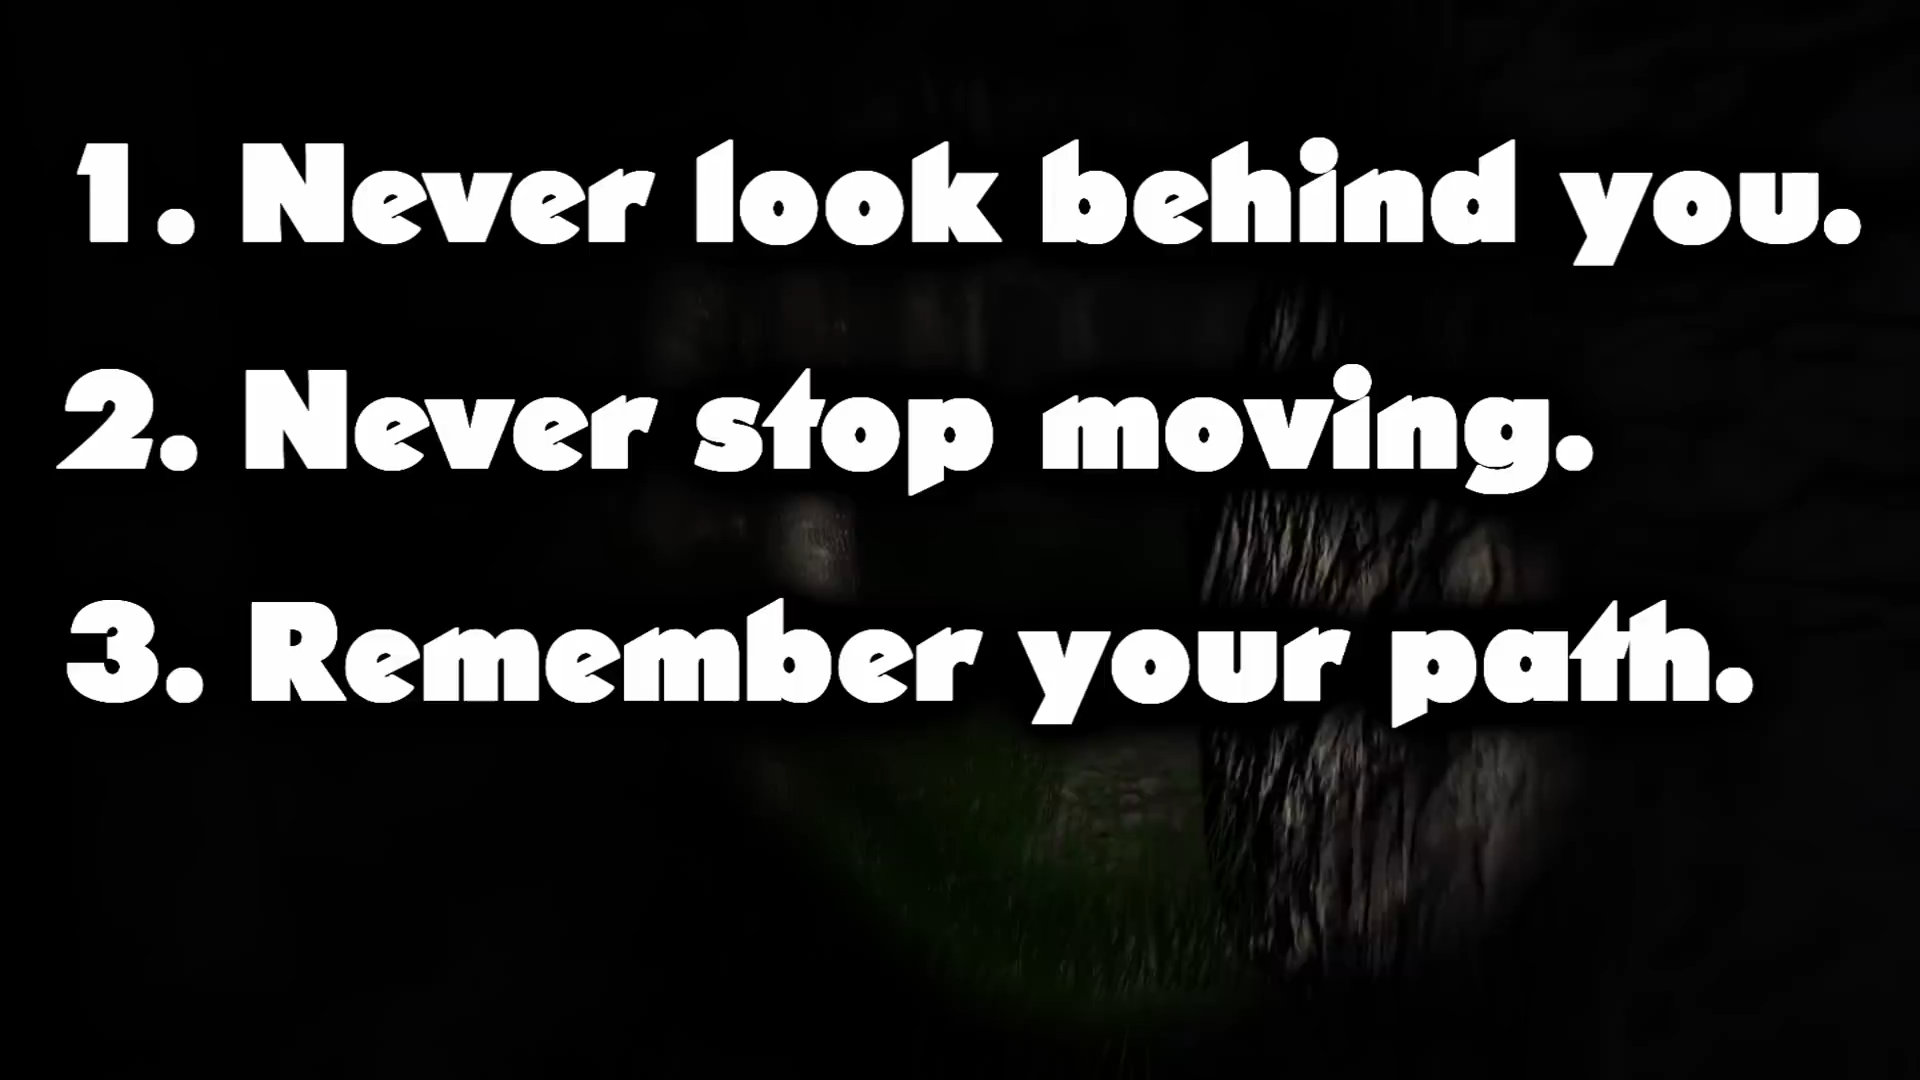 1. Never look behind you.
2. Never stop moving.
3. Remember your path.